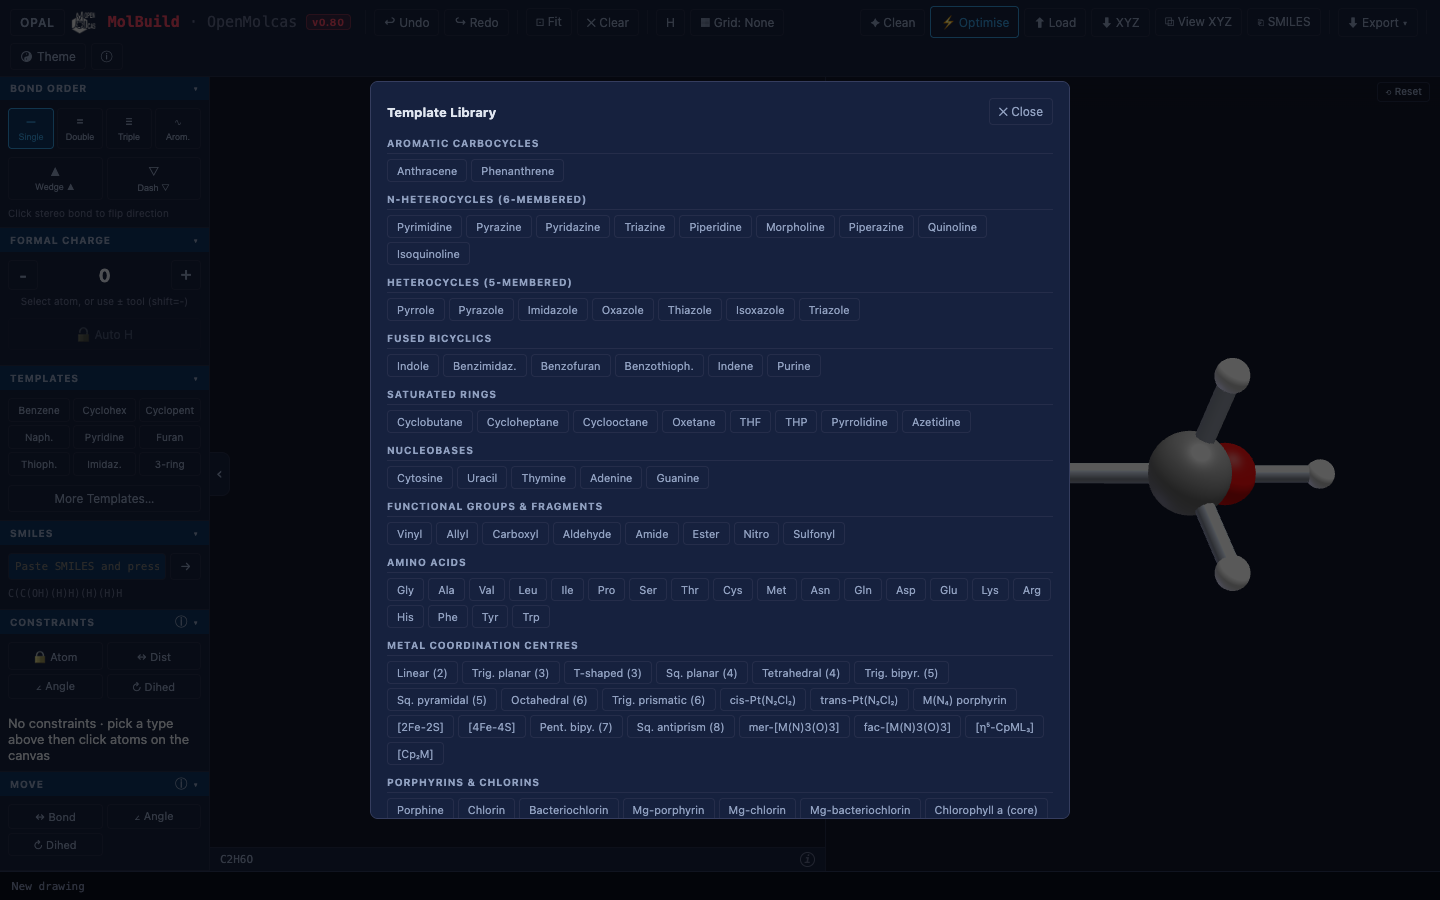 OPAL MolBuild · OpenMolcas v0.80 ↩ Undo ↪ Redo ⊡ Fit ✕ Clear H ▦ Grid: None ✦ Clean ⚡ Optimise ⬆ Load ⬇ XYZ ⧉ View XYZ SMILES ⬇ Export ▾
Theme ⓘ
BOND ORDER ▾
Single Double Triple Arom.
Wedge ▲ Dash ▽
Click stereo bond to flip direction
FORMAL CHARGE ▾
- 0 +
Select atom, or use ± tool (shift=-)
🔒 Auto H
TEMPLATES ▾
Benzene Cyclohex Cyclopent
Naph. Pyridine Furan
Thioph. Imidaz. 3-ring
More Templates...
SMILES ▾
Paste SMILES and press →
C(C(OH)(H)H)(H)(H)H
CONSTRAINTS ⓘ ▾
🔒 Atom ↔ Dist
∠ Angle ↻ Dihed
No constraints · pick a type
above then click atoms on the
canvas
MOVE ⓘ ▾
↔ Bond ∠ Angle
↻ Dihed
Template Library ✕ Close
AROMATIC CARBOCYCLES
Anthracene Phenanthrene
N-HETEROCYCLES (6-MEMBERED)
Pyrimidine Pyrazine Pyridazine Triazine Piperidine Morpholine Piperazine Quinoline
Isoquinoline
HETEROCYCLES (5-MEMBERED)
Pyrrole Pyrazole Imidazole Oxazole Thiazole Isoxazole Triazole
FUSED BICYCLICS
Indole Benzimidaz. Benzofuran Benzothioph. Indene Purine
SATURATED RINGS
Cyclobutane Cycloheptane Cyclooctane Oxetane THF THP Pyrrolidine Azetidine
NUCLEOBASES
Cytosine Uracil Thymine Adenine Guanine
FUNCTIONAL GROUPS & FRAGMENTS
Vinyl Allyl Carboxyl Aldehyde Amide Ester Nitro Sulfonyl
AMINO ACIDS
Gly Ala Val Leu Ile Pro Ser Thr Cys Met Asn Gln Asp Glu Lys Arg
His Phe Tyr Trp
METAL COORDINATION CENTRES
Linear (2) Trig. planar (3) T-shaped (3) Sq. planar (4) Tetrahedral (4) Trig. bipyr. (5)
Sq. pyramidal (5) Octahedral (6) Trig. prismatic (6) cis-Pt(N₂Cl₂) trans-Pt(N₂Cl₂) M(N₄) porphyrin
[2Fe-2S] [4Fe-4S] Pent. bipy. (7) Sq. antiprism (8) mer-[M(N)3(O)3] fac-[M(N)3(O)3] [η⁵-CpML₃]
[Cp₂M]
PORPHYRINS & CHLORINS
Porphine Chlorin Bacteriochlorin Mg-porphyrin Mg-chlorin Mg-bacteriochlorin Chlorophyll a (core)
Reset
C2H6O
New drawing